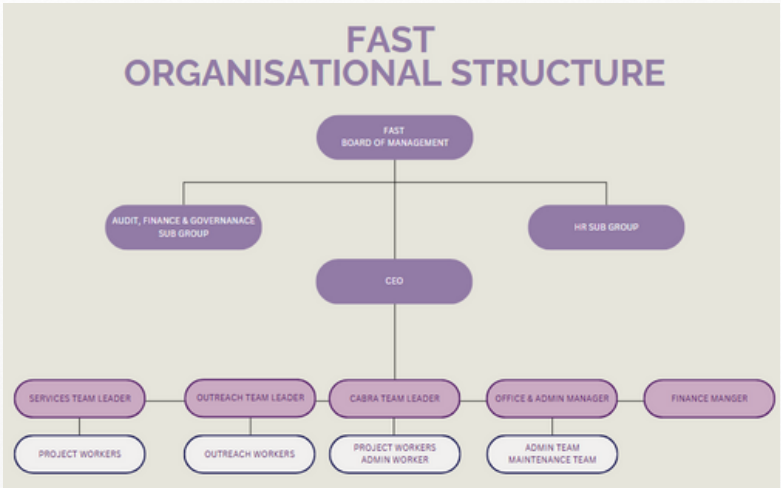 FAST
ORGANISATIONAL STRUCTURE
FAST
BOARD OF MANAGEMENT
AUDIT, FINANCE & GOVERNANACE
SUB GROUP
HR SUB GROUP
CEO
SERVICES TEAM LEADER
OUTREACH TEAM LEADER
CABRA TEAM LEADER
OFFICE & ADMIN MANAGER
FINANCE MANGER
PROJECT WORKERS
OUTREACH WORKERS
PROJECT WORKERS
ADMIN WORKER
ADMIN TEAM
MAINTENANCE TEAM